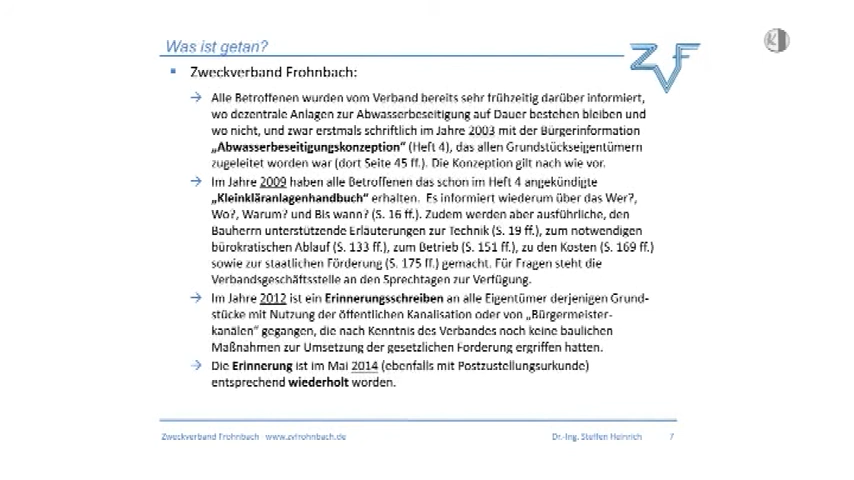 Was ist getan?
ZVF
Zweckverband Frohnbach:
Alle Betroffenen wurden vom Verband bereits sehr frühzeitig darüber informiert,
wo dezentrale Anlagen zur Abwasserbeseitigung auf Dauer bestehen bleiben und
wo nicht, und zwar erstmals schriftlich im Jahre 2003 mit der Bürgerinformation
„Abwasserbeseitigungskonzeption“ (Heft 4), das allen Grundstückseigentümern
zugeleitet worden war (dort Seite 45 ff.). Die Konzeption gilt nach wie vor.
Im Jahre 2009 haben alle Betroffenen das schon im Heft 4 angekündigte
„Kleinkläranlagenhandbuch“ erhalten. Es informiert wiederum über das Wer?,
Wo?, Warum? und Bis wann? (S. 16 ff.). Zudem werden aber ausführliche, den
Bauherrn unterstützende Erläuterungen zur Technik (S. 19 ff.), zum notwendigen
bürokratischen Ablauf (S. 133 ff.), zum Betrieb (S. 151 ff.), zu den Kosten (S. 169 ff.)
sowie zur staatlichen Förderung (S. 175 ff.) gemacht. Für Fragen steht die
Verbandsgeschäftsstelle an den Sprechtagen zur Verfügung.
Im Jahre 2012 ist ein Erinnerungsschreiben an alle Eigentümer derjenigen Grund-
stücke mit Nutzung der öffentlichen Kanalisation oder von „Bürgermeister-
kanälen“ gegangen, die nach Kenntnis des Verbandes noch keine baulichen
Maßnahmen zur Umsetzung der gesetzlichen Forderung ergriffen hatten.
Die Erinnerung ist im Mai 2014 (ebenfalls mit Postzustellungsurkunde)
entsprechend wiederholt worden.
Zweckverband Frohnbach www.zvfrohnbach.de
Dr.-Ing. Steffen Heinrich
7